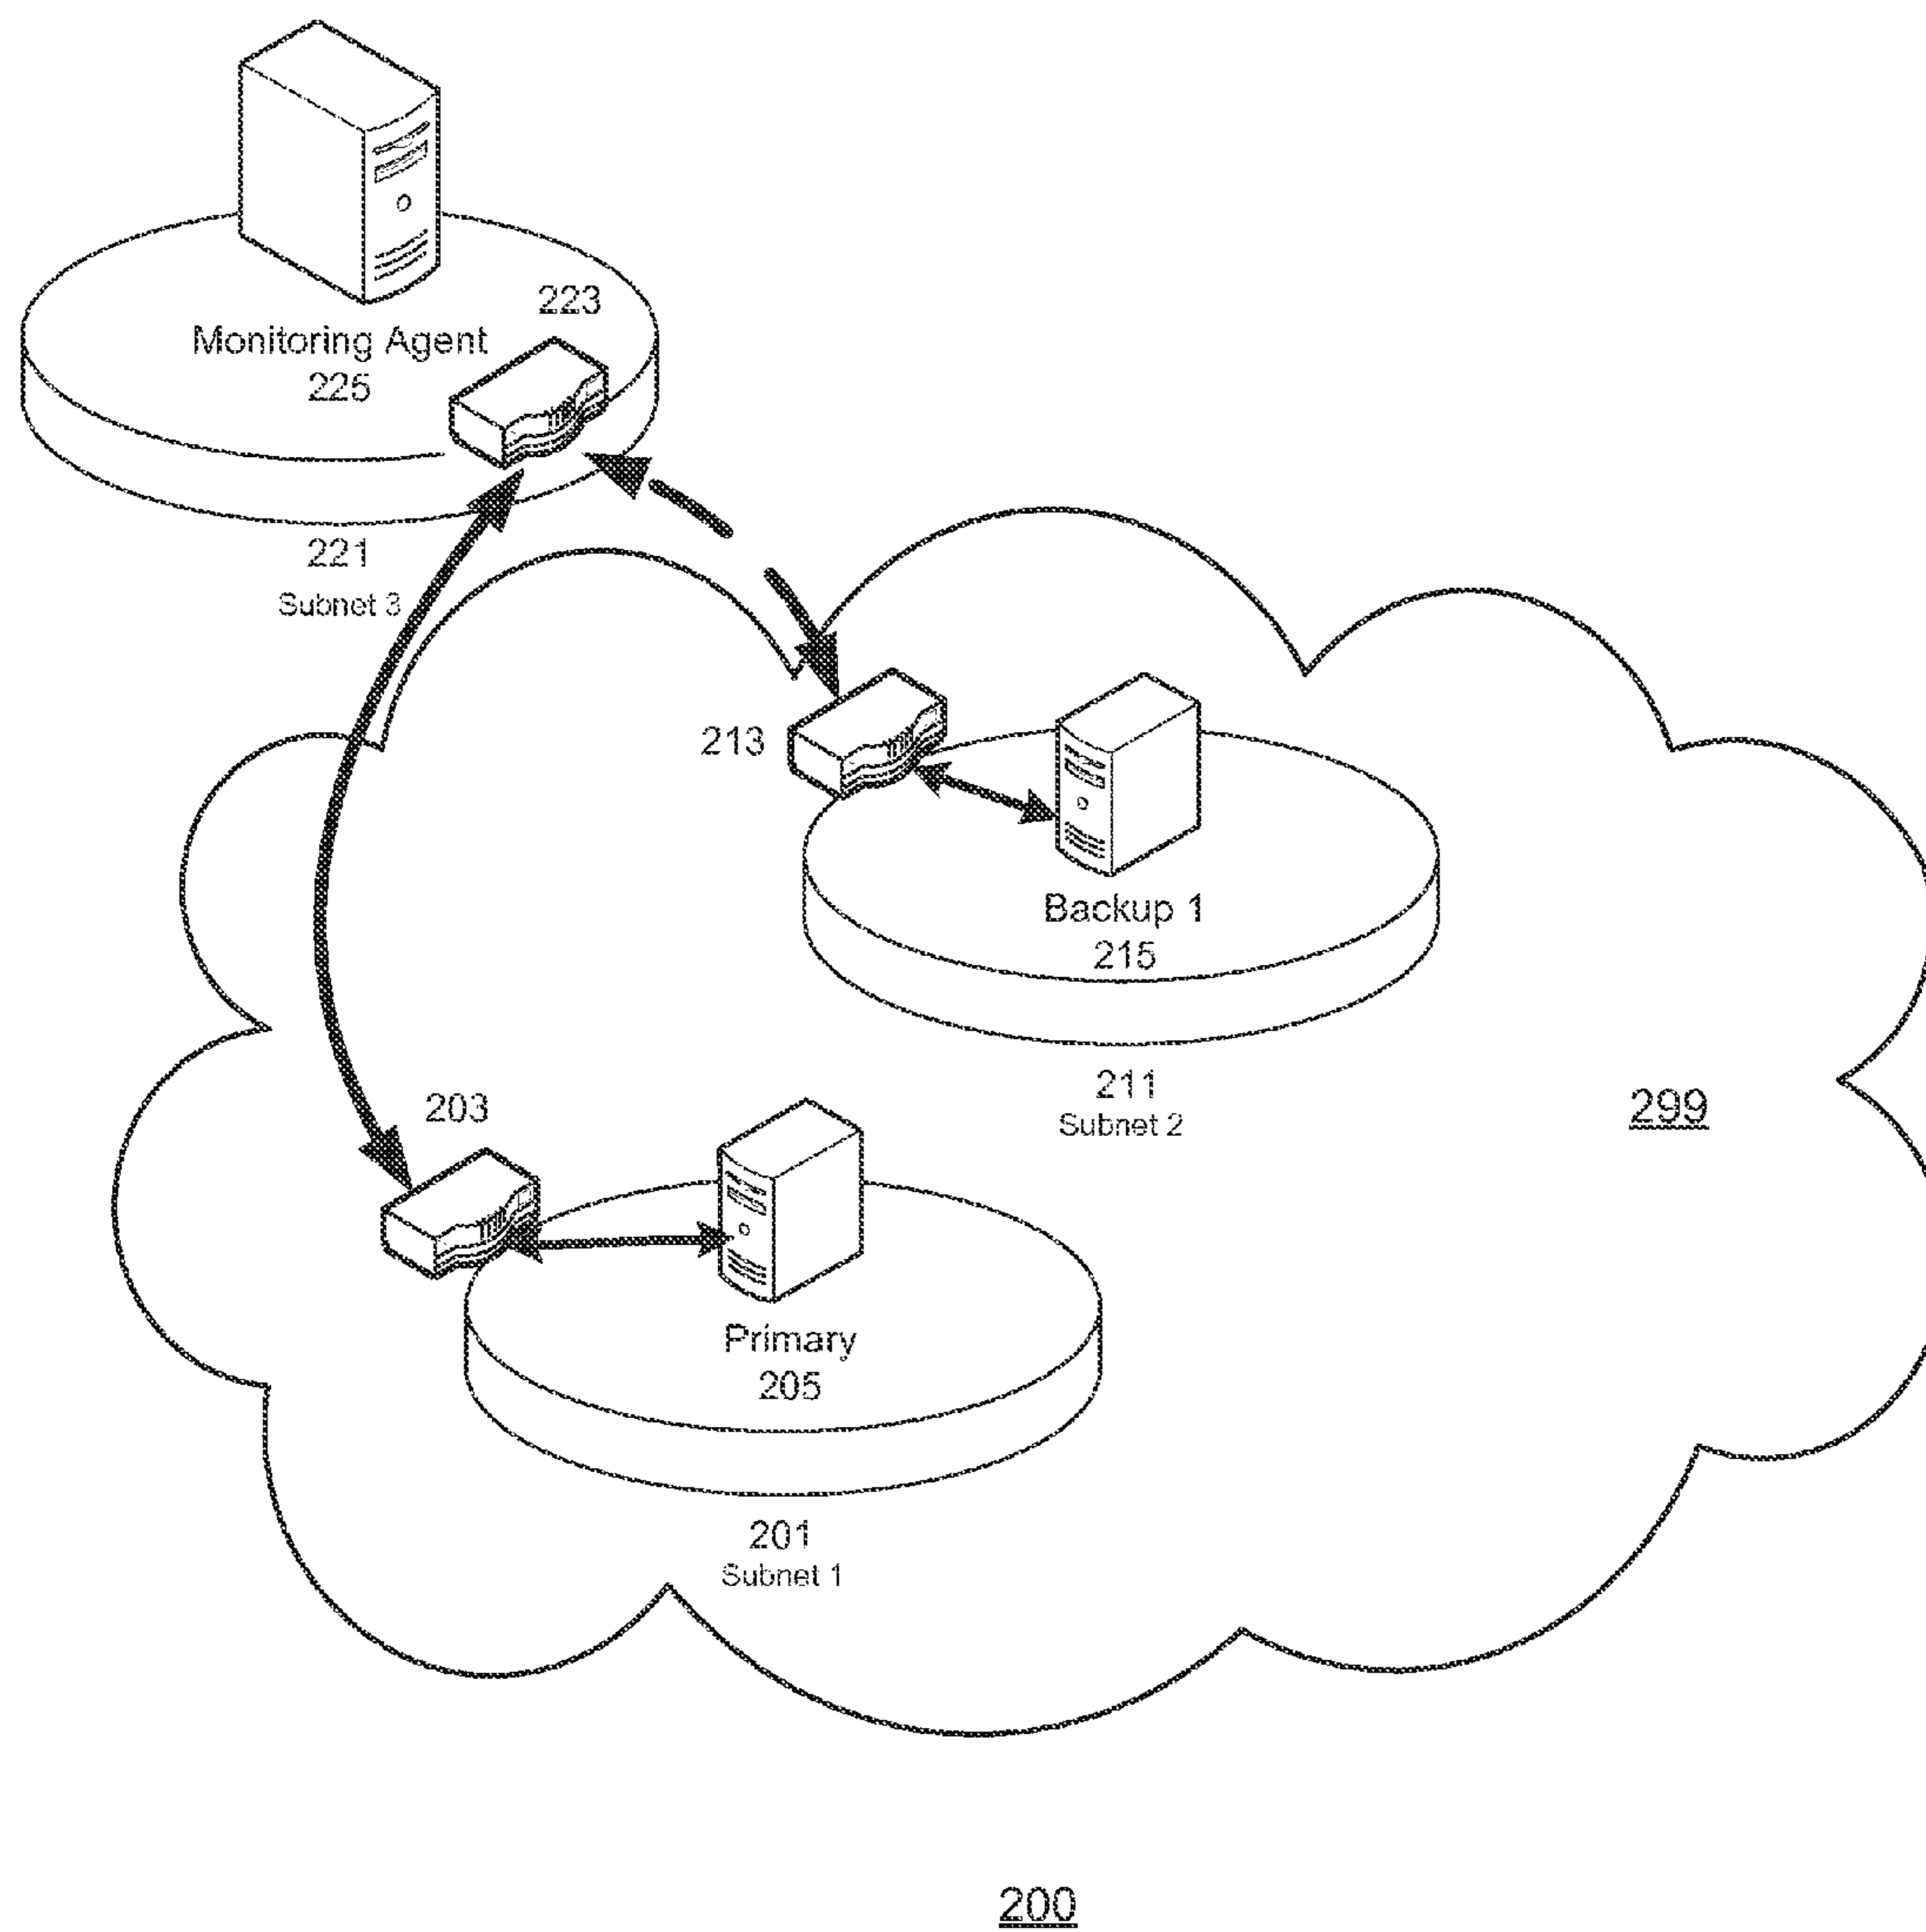 223
Monitoring Agent
225
221
Subnet 3
213
Backup 1
215
211
Subnet 2
299
203
Primary
205
201
Subnet 1
200